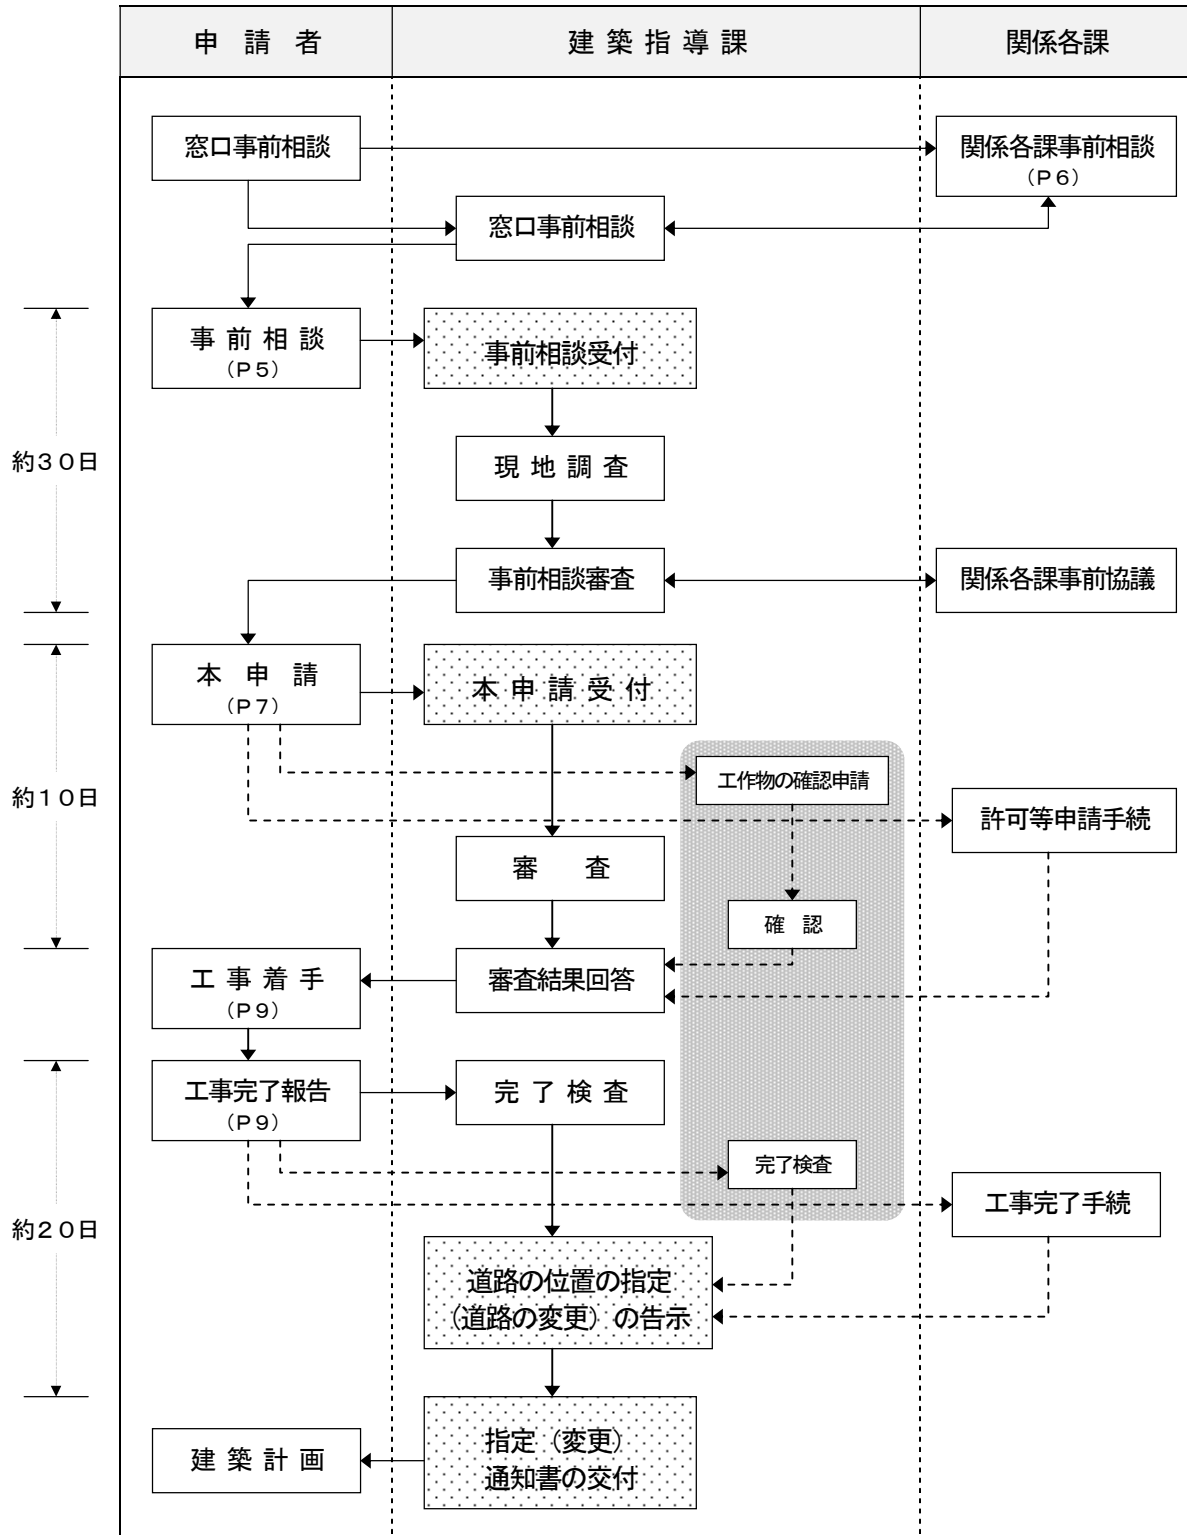 申 請 者
建 築 指 導 課
関係各課
窓口事前相談
関係各課事前相談
（P６）
窓口事前相談
事 前 相 談
（P５）
事前相談受付
約３０日
現 地 調 査
事前相談審査
関係各課事前協議
本 申 請
（P７）
本 申 請 受 付
工作物の確認申請
約１０日
許可等申請手続
審 査
確 認
工 事 着 手
（P９）
審査結果回答
工事完了報告
（P９）
完 了 検 査
完了検査
約２０日
工事完了手続
道路の位置の指定
（道路の変更）の告示
建 築 計 画
指定（変更）
通知書の交付